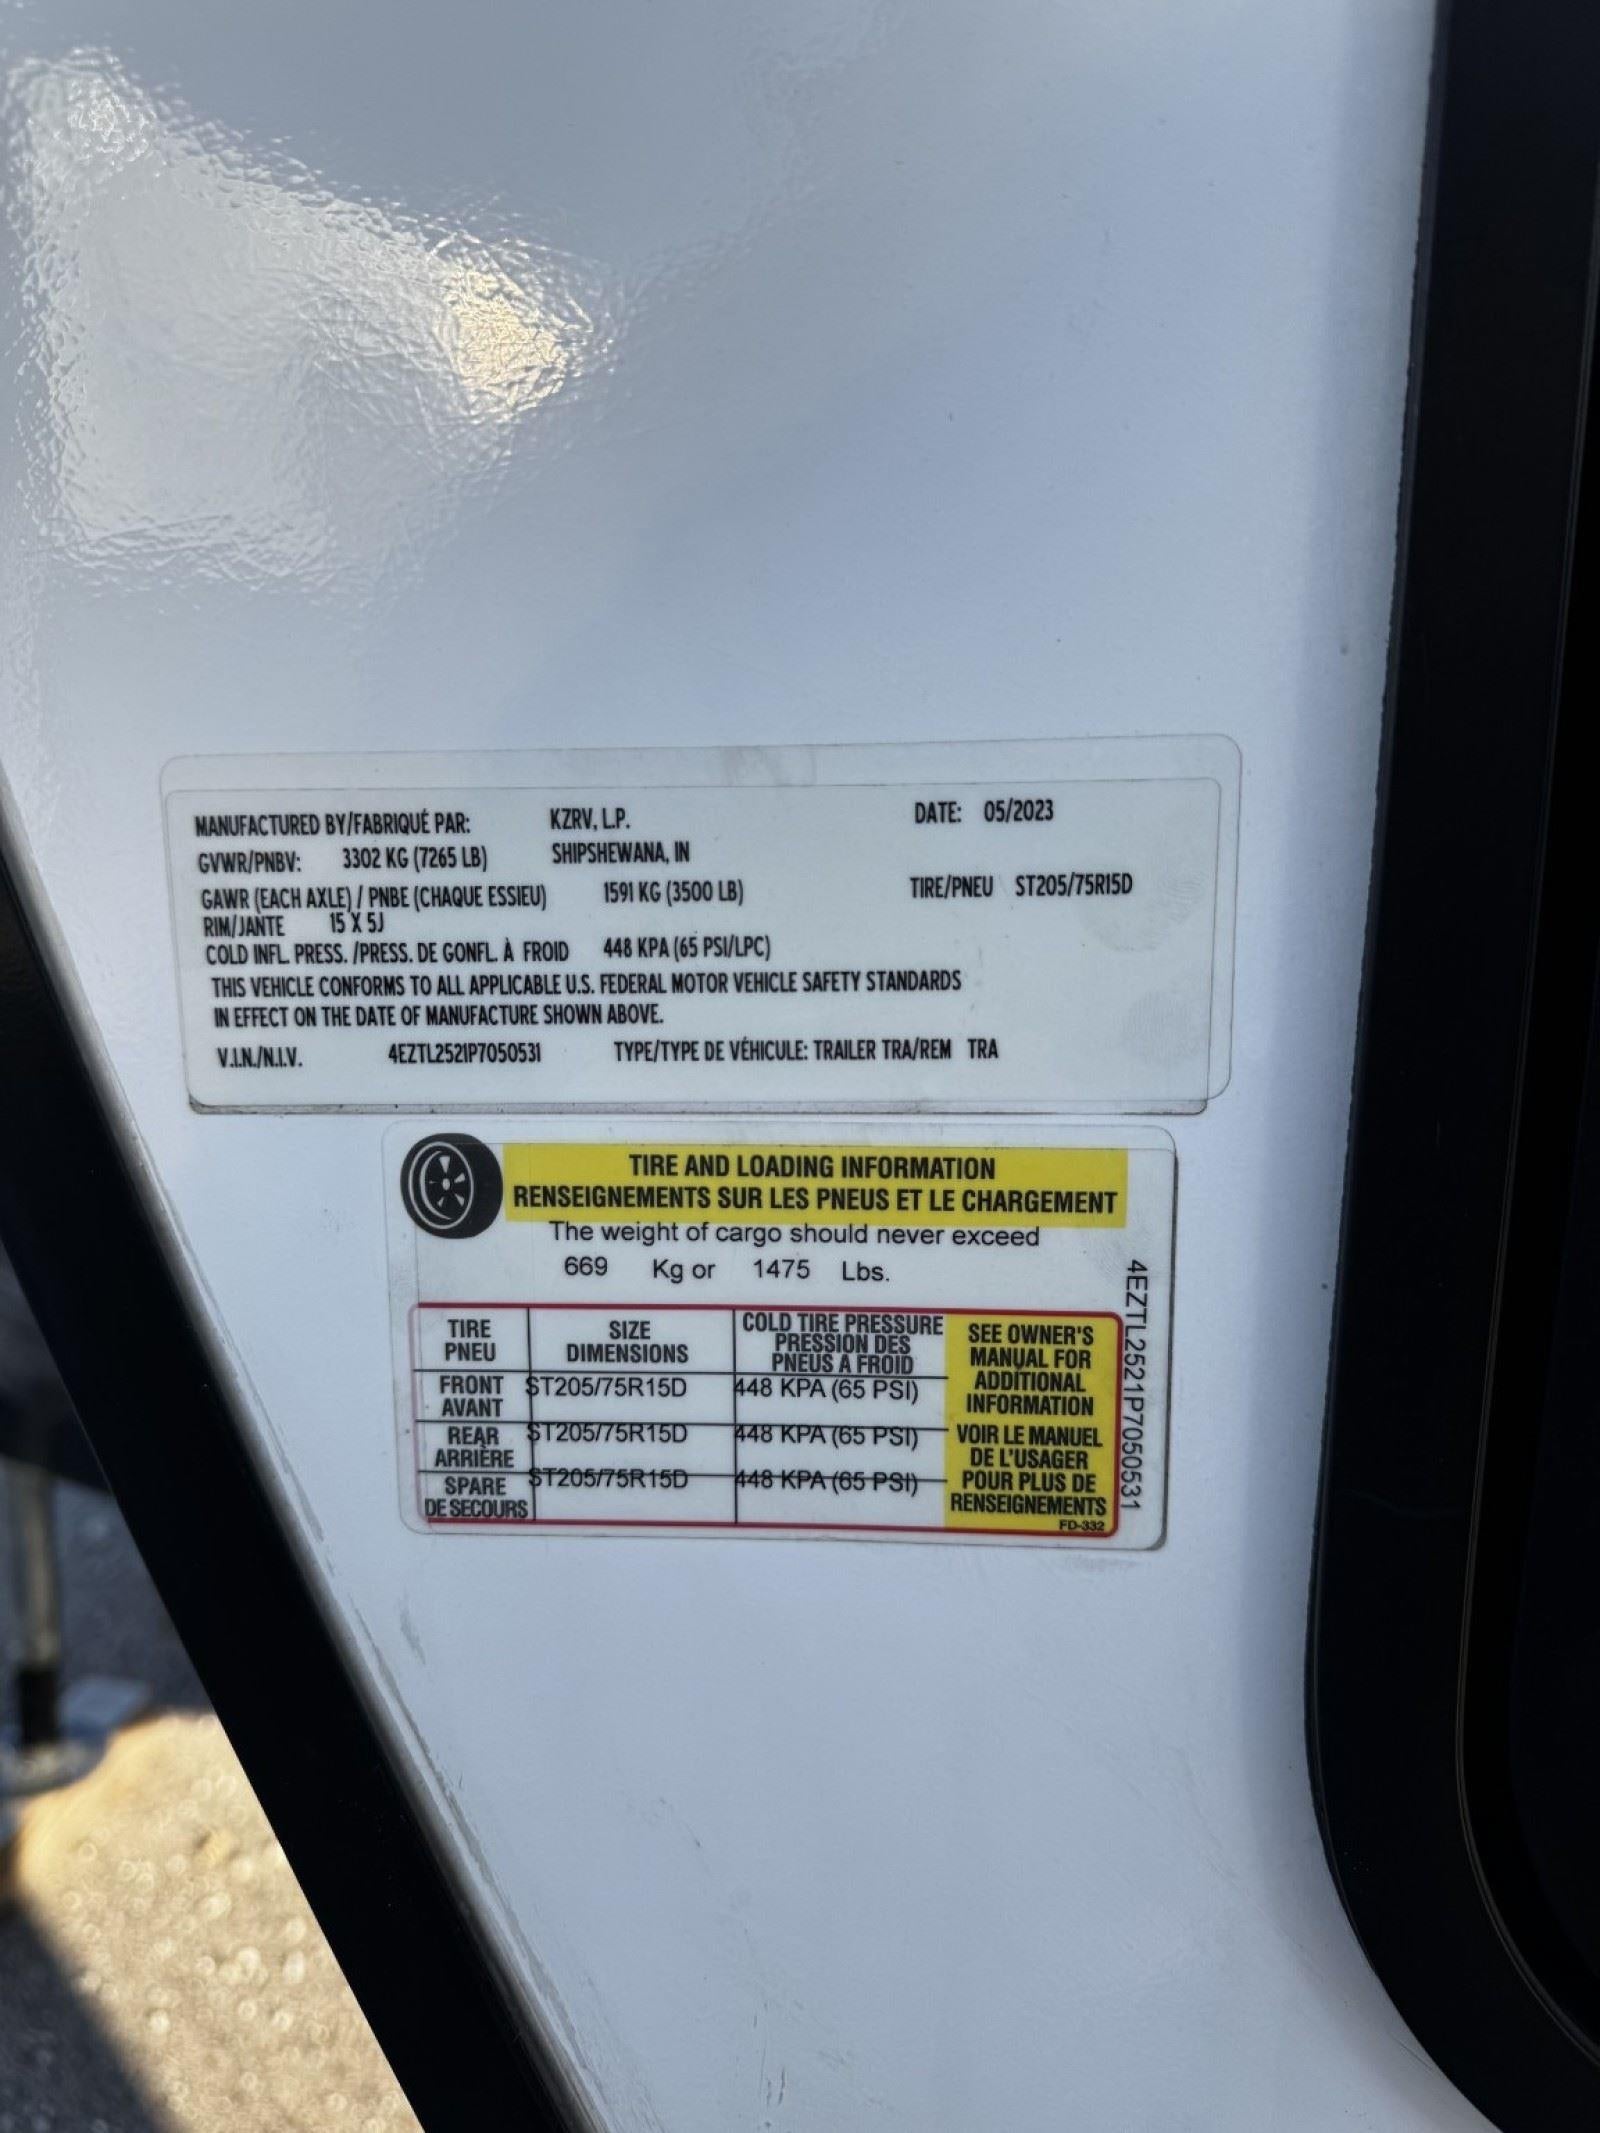 MANUFACTURED BY/FABRIQUÉ PAR: KZRV, L.P. DATE: 05/2023
GVWR/PNBV: 3302 KG (7265 LB) SHIPSHEWANA, IN
GAWR (EACH AXLE) / PNBE (CHAQUE ESSIEU) 1591 KG (3500 LB) TIRE/PNEU ST205/75R15D
RIM/JANTE 15 X 5J
COLD INFL. PRESS. /PRESS. DE GONFL. À FROID 448 KPA (65 PSI/LPC)
THIS VEHICLE CONFORMS TO ALL APPLICABLE U.S. FEDERAL MOTOR VEHICLE SAFETY STANDARDS
IN EFFECT ON THE DATE OF MANUFACTURE SHOWN ABOVE.
V.I.N./N.I.V. 4EZTL2521P7050531 TYPE/TYPE DE VÉHICULE: TRAILER TRA/REM TRA
TIRE AND LOADING INFORMATION
RENSEIGNEMENTS SUR LES PNEUS ET LE CHARGEMENT
The weight of cargo should never exceed
669 Kg or 1475 Lbs.
TIRE
PNEU
SIZE
DIMENSIONS
COLD TIRE PRESSURE
PRESSION DES
PNEUS A FROID
FRONT
AVANT
ST205/75R15D
448 KPA (65 PSI)
REAR
ARRIÈRE
ST205/75R15D
448 KPA (65 PSI)
SPARE
DE SECOURS
ST205/75R15D
448 KPA (65 PSI)
SEE OWNER'S
MANUAL FOR
ADDITIONAL
INFORMATION
VOIR LE MANUEL
DE L'USAGER
POUR PLUS DE
RENSEIGNEMENTS
FD-332
4EZTL2521P7050531